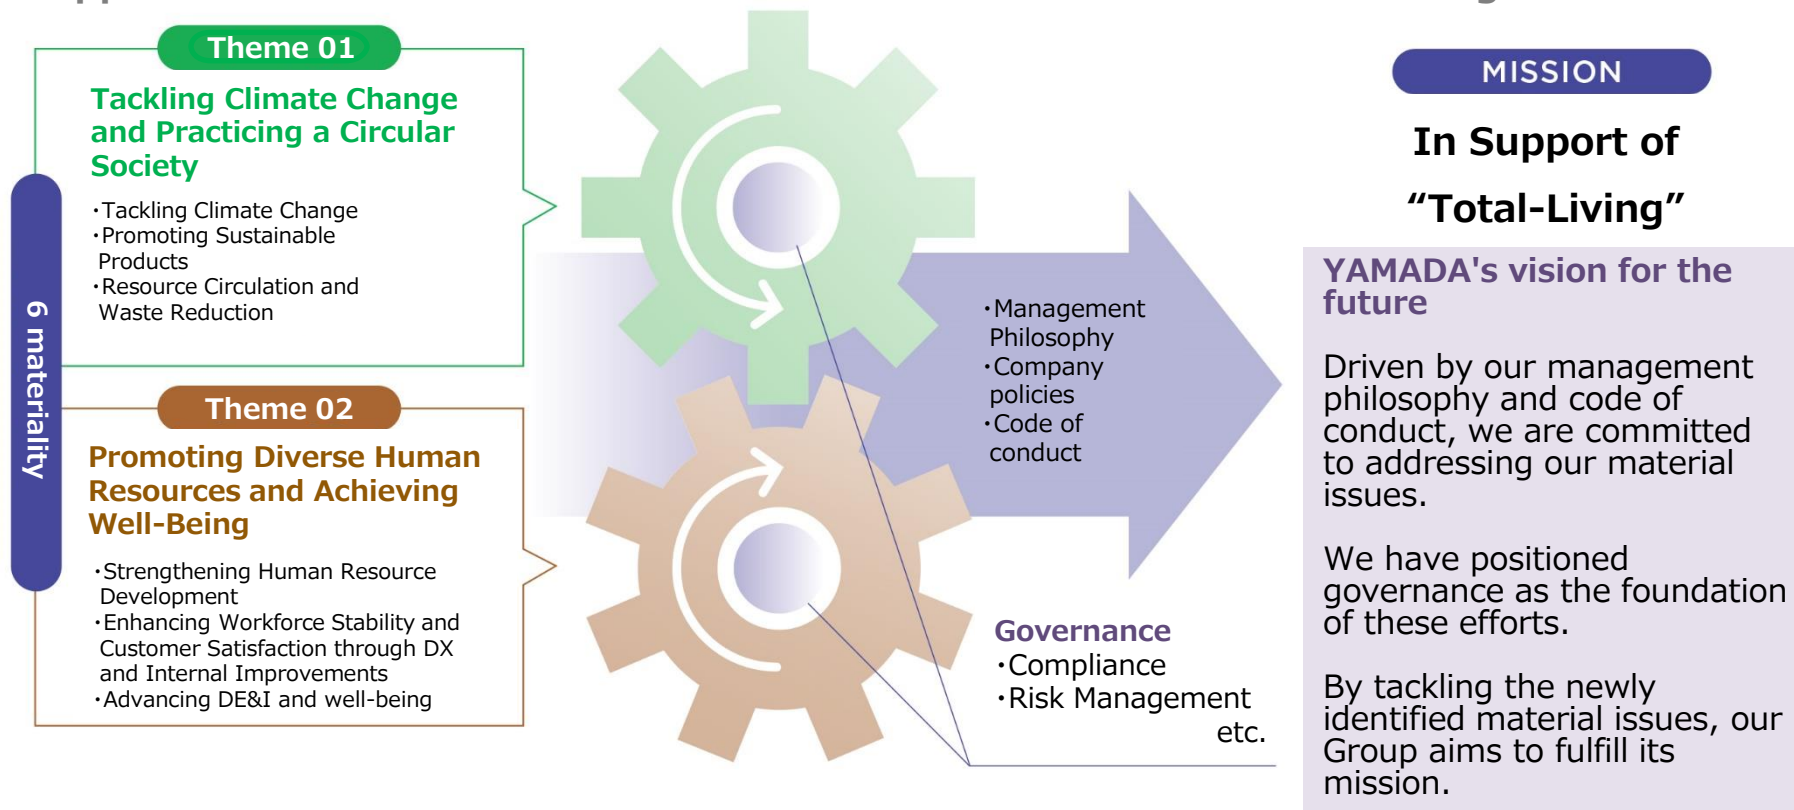 6 materiality
Theme 01
Tackling Climate Change
and Practicing a Circular
Society
・Tackling Climate Change
・Promoting Sustainable
Products
・Resource Circulation and
Waste Reduction
Theme 02
Promoting Diverse Human
Resources and Achieving
Well-Being
・Strengthening Human Resource
Development
・Enhancing Workforce Stability and
Customer Satisfaction through DX
and Internal Improvements
・Advancing DE&I and well-being
・Management
Philosophy
・Company
policies
・Code of
conduct
Governance
・Compliance
・Risk Management
etc.
MISSION
In Support of
“Total-Living”
YAMADA's vision for the
future
Driven by our management
philosophy and code of
conduct, we are committed
to addressing our material
issues.
We have positioned
governance as the foundation
of these efforts.
By tackling the newly
identified material issues, our
Group aims to fulfill its
mission.